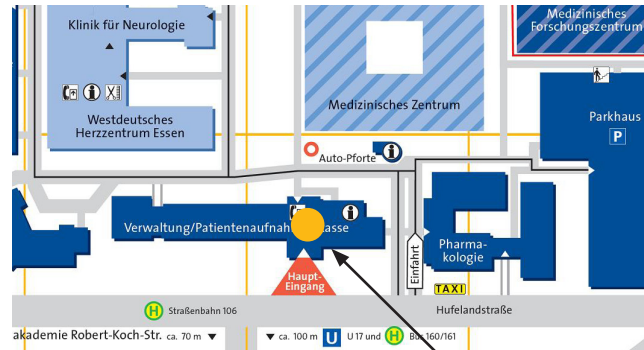 Klinik für Neurologie
Medizinisches
Forschungszentrum
Westdeutsches
Herzzentrum Essen
Medizinisches Zentrum
Parkhaus
P
Auto-Pforte
Verwaltung/Patientenaufnah
asse
Einfahrt
Pharma-
kologie
Haupt-
Eingang
TAXI
H Straßenbahn 106
Hufelandstraße
akademie Robert-Koch-Str. ca. 70 m
ca. 100 m U U 17 und H Bus 160/161